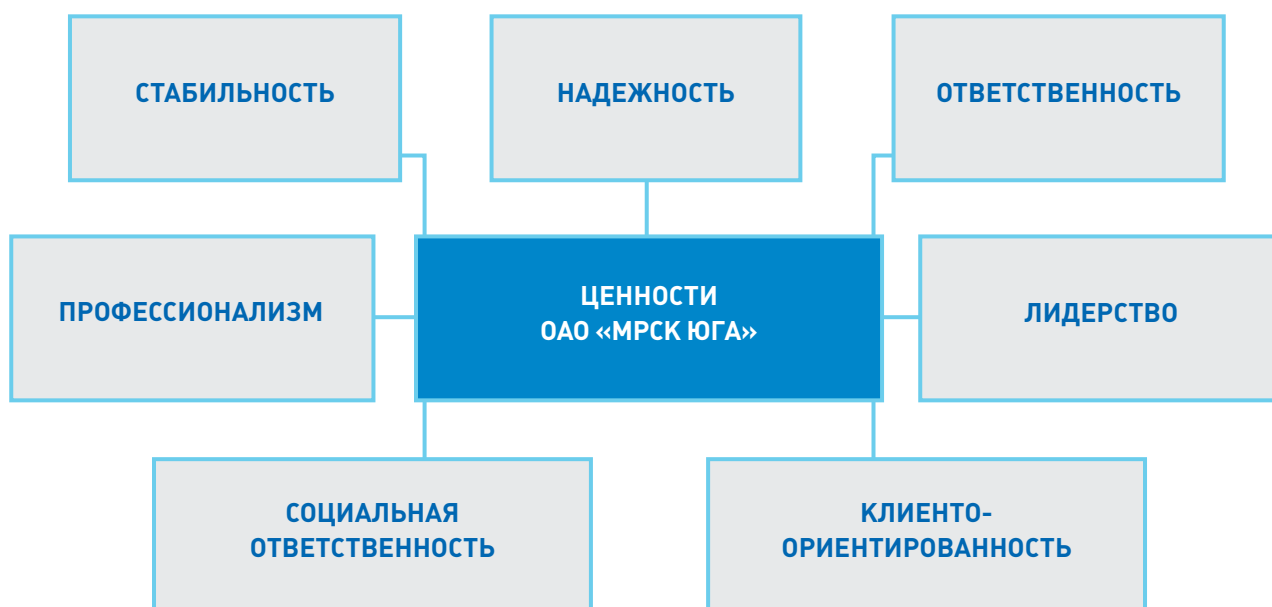 СТАБИЛЬНОСТЬ
НАДЕЖНОСТЬ
ОТВЕТСТВЕННОСТЬ
ПРОФЕССИОНАЛИЗМ
ЦЕННОСТИ
ОАО «МРСК ЮГА»
ЛИДЕРСТВО
СОЦИАЛЬНАЯ
ОТВЕТСТВЕННОСТЬ
КЛИЕНТО-
ОРИЕНТИРОВАННОСТЬ